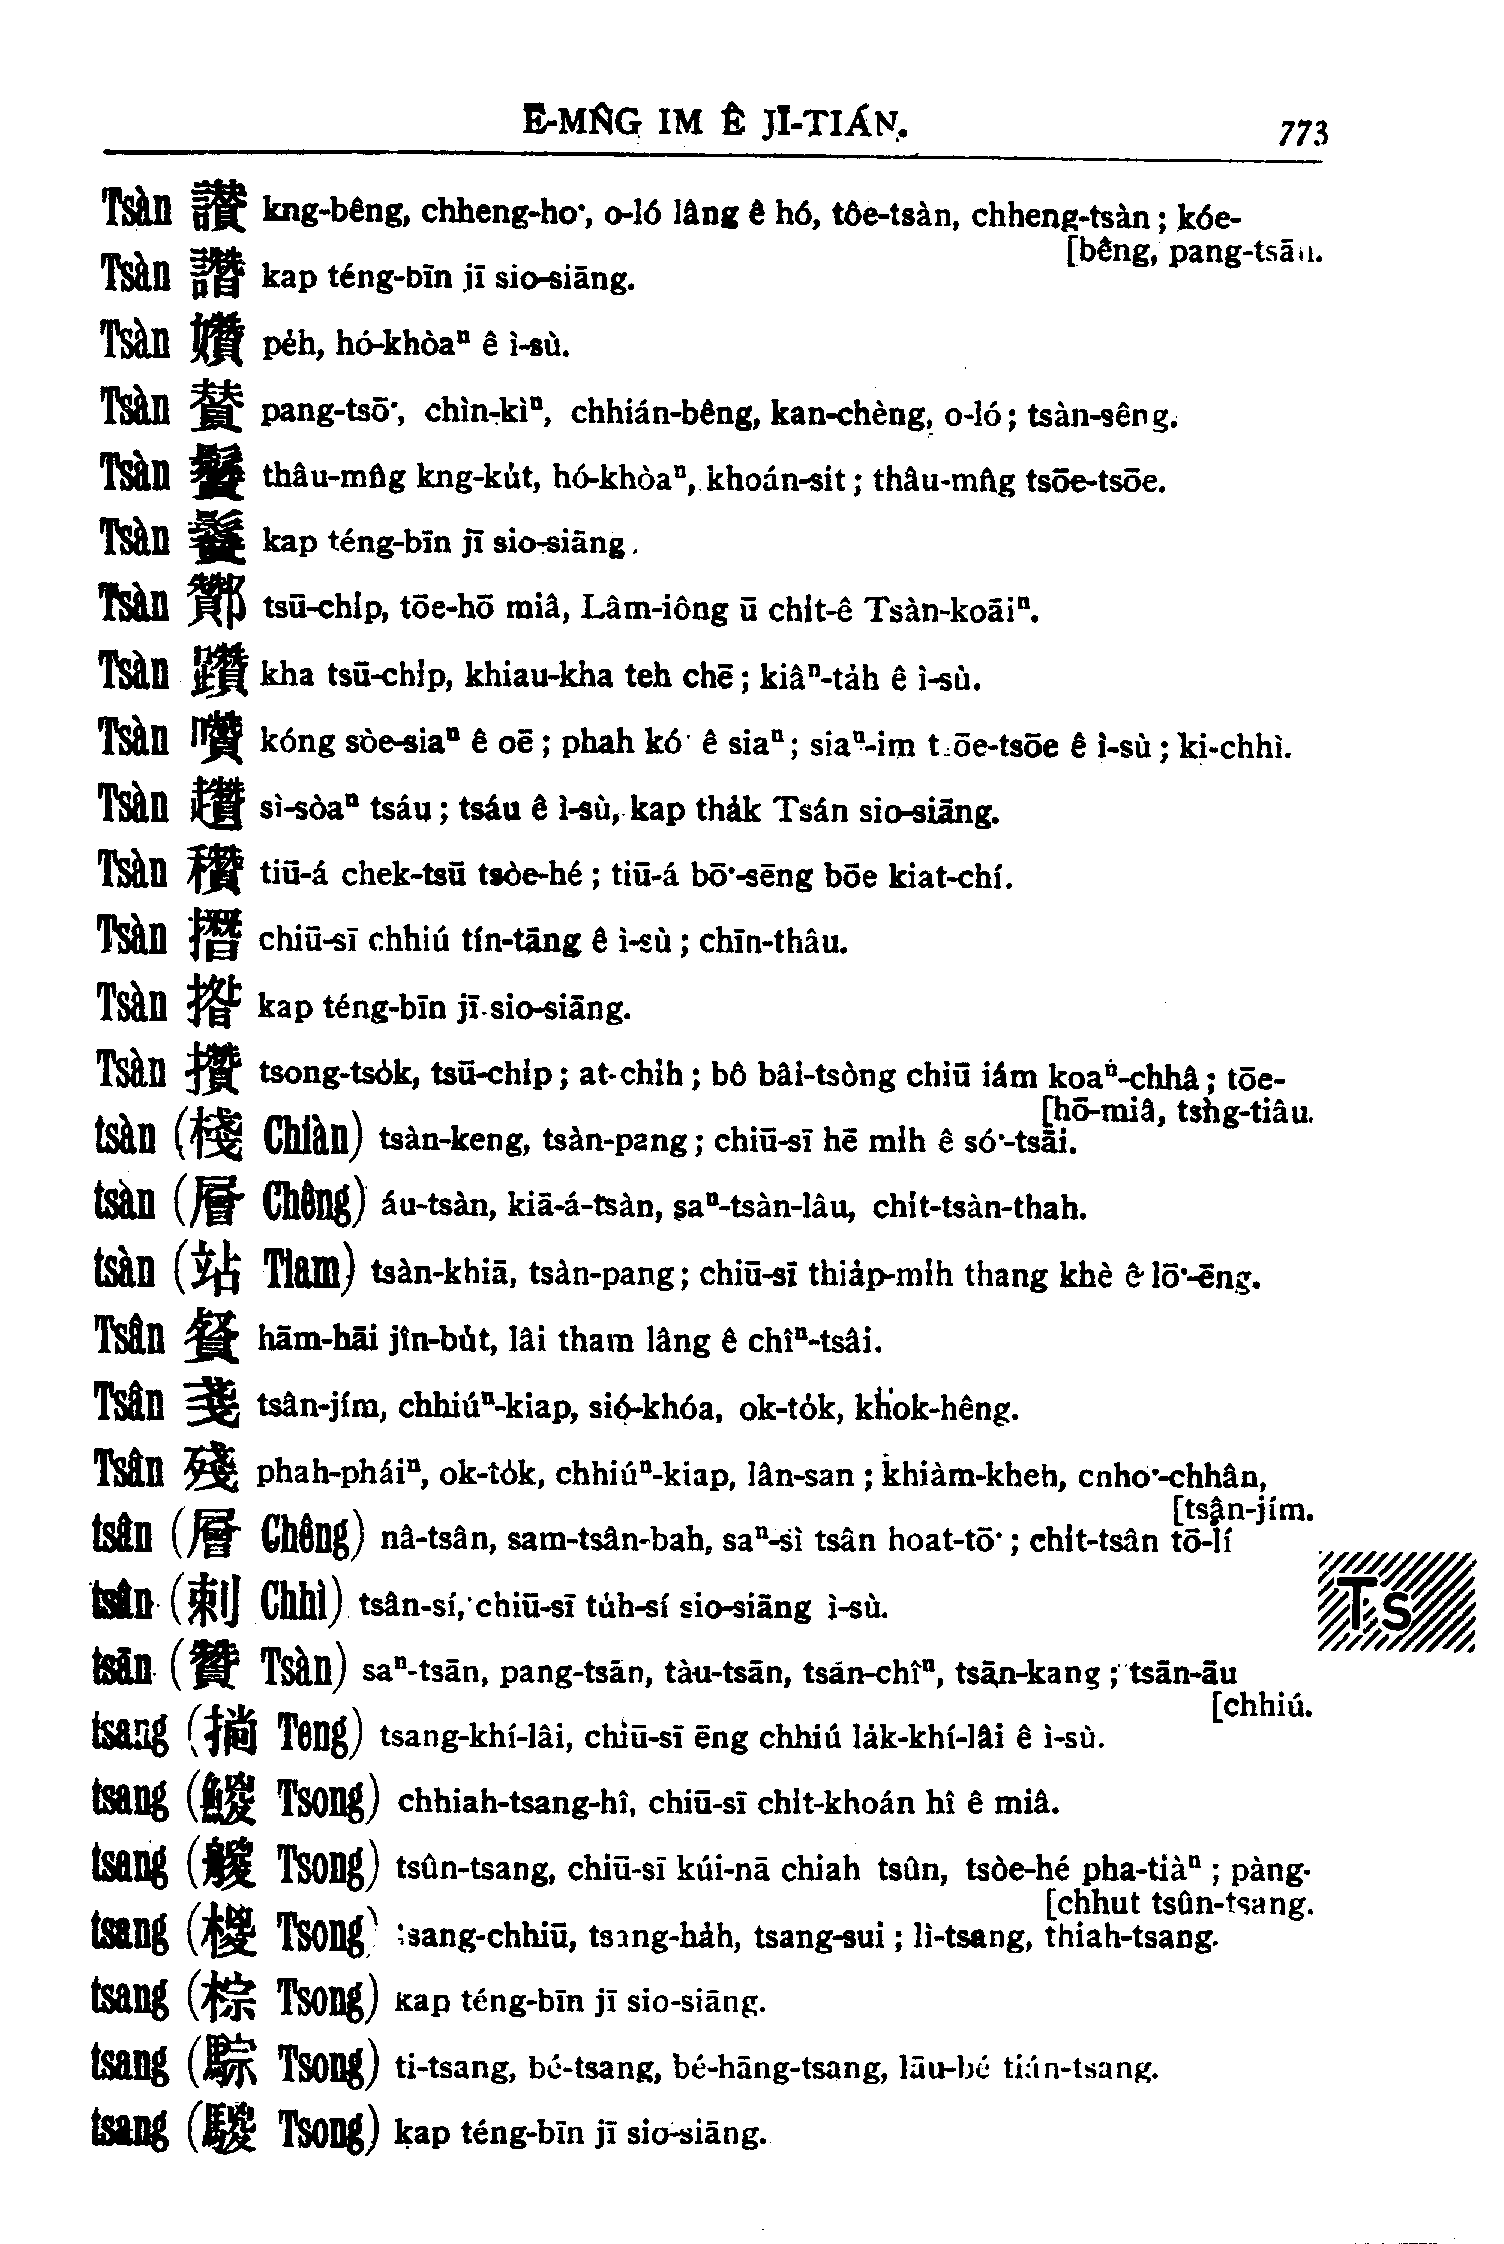 E-MN̂G IM Ê JĪ-TIÁN.
773
Tsàn 讚 kng-bêng, chheng-ho͘, o-ló lâng ê hó, tôe-tsàn, chheng-tsàn; kóe-
[bêng, pang-tsān.
Tsàn 譖 kap téng-bīn jī sio-siāng.
Tsàn 孏 pe̍h, hó-khòaⁿ ê ì-sù.
Tsàn 賛 pang-tsō͘, chìn-kìⁿ, chhián-bêng, kan-chèng, o-ló; tsàn-sêng.
Tsàn thâu-mn̂g kng-ku̍t, hó-khòaⁿ, khoán-sit; thâu-mn̂g tsōe-tsōe.
Tsàn kap téng-bīn jī sio-siāng.
Tsàn 酇 tsū-chi̍p, tōe-hō miâ, Lâm-iông ū chi̍t-ê Tsàn-koāiⁿ.
Tsàn 躦 kha tsū-chi̍p, khiau-kha teh chē; kiâⁿ-ta̍h ê ì-sù.
Tsàn 囋 kóng sòe-siaⁿ ê oē; phah kó͘ ê siaⁿ; siaⁿ-im tsōe-tsōe ê ì-sù; ki-chhì.
Tsàn 趲 sì-sòaⁿ tsáu; tsáu ê ì-sù, kap tha̍k Tsán sio-siāng.
Tsàn 穳 tiū-á chek-tsū tsòe-hé; tiū-á bō͘-sēng bōe kiat-chí.
Tsàn 撍 chiū-sī chhiú tín-tāng ê ì-sù; chīn-thâu.
Tsàn kap téng-bīn jī sio-siāng.
Tsàn 攢 tsong-tso̍k, tsū-chi̍p; at-chi̍h; bô bâi-tsòng chiū iám koaⁿ-chhâ; tōe-
[hō-miâ, tsǹg-tiâu.
tsàn (棧 Chiàn) tsàn-keng, tsàn-pang; chiū-sī hē mi̍h ê só͘-tsāi.
tsàn (層 Chêng) áu-tsàn, kiā-á-tsàn, saⁿ-tsàn-lâu, chi̍t-tsàn-thah.
tsàn (站 Tiam) tsàn-khiā, tsàn-pang; chiū-sī thia̍p-mi̍h thang khè ê lō͘-ēng.
Tsân 餐 hām-hāi jîn-bu̍t, lâi tham lâng ê chîⁿ-tsâi.
Tsân 戔 tsân-jím, chhiúⁿ-kiap, sió-khóa, ok-to̍k, khok-hêng.
Tsân 殘 phah-pháiⁿ, ok-to̍k, chhiúⁿ-kiap, lân-san; khiàm-kheh, chho͘-chhân,
[tsân-jím.
tsân (層 Chêng) nâ-tsân, sam-tsân-bah, saⁿ-sì tsân hoat-tō͘; chi̍t-tsân tō-lí
tsân (刺 Chhì) tsân-sí, chiū-sī tu̍h-sí sio-siāng ì-sù.
Ts
tsān (贊 Tsàn) saⁿ-tsān, pang-tsān, tàu-tsān, tsān-chîⁿ, tsān-kang; tsān-āu
[chhiú.
tsang (摥 Teng) tsang-khí-lâi, chiū-sī ēng chhiú la̍k-khí-lâi ê ì-sù.
tsang (鯼 Tsong) chhiah-tsang-hî, chiū-sī chi̍t-khoán hî ê miâ.
tsang (艐 Tsong) tsûn-tsang, chiū-sī kúi-nā chiah tsûn, tsòe-hé pha-tiàⁿ; pàng-
[chhut tsûn-tsang.
tsang (椶 Tsong) tsang-chhiū, tsang-ha̍h, tsang-sui; lì-tsang, thiah-tsang.
tsang (棕 Tsong) kap téng-bīn jī sio-siāng.
tsang (騌 Tsong) ti-tsang, bé-tsang, bé-hāng-tsang, lāu-bé tián-tsang.
tsang (騣 Tsong) kap téng-bīn jī sio-siāng.